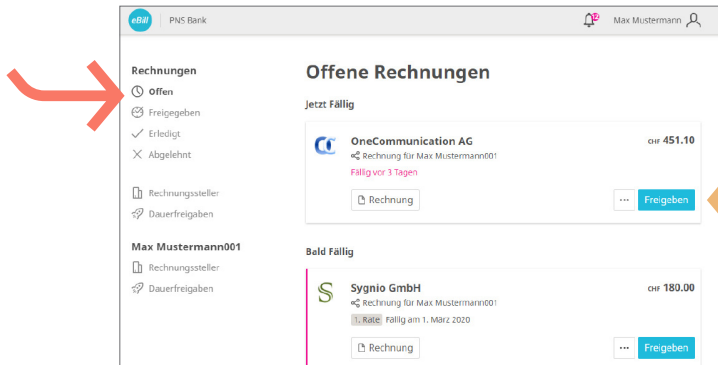 eBill
PNS Bank
12
Max Mustermann
Rechnungen
Offen
Freigegeben
Erledigt
Abgelehnt
Rechnungssteller
Dauerfreigaben
Max Mustermann001
Rechnungssteller
Dauerfreigaben
Offene Rechnungen
Jetzt Fällig
OneCommunication AG
CHF 451.10
Rechnung für Max Mustermann001
Fällig vor 3 Tagen
Rechnung
... Freigeben
Bald Fällig
Sygnio GmbH
CHF 180.00
Rechnung für Max Mustermann001
1. Rate Fällig am 1. März 2020
Rechnung
... Freigeben